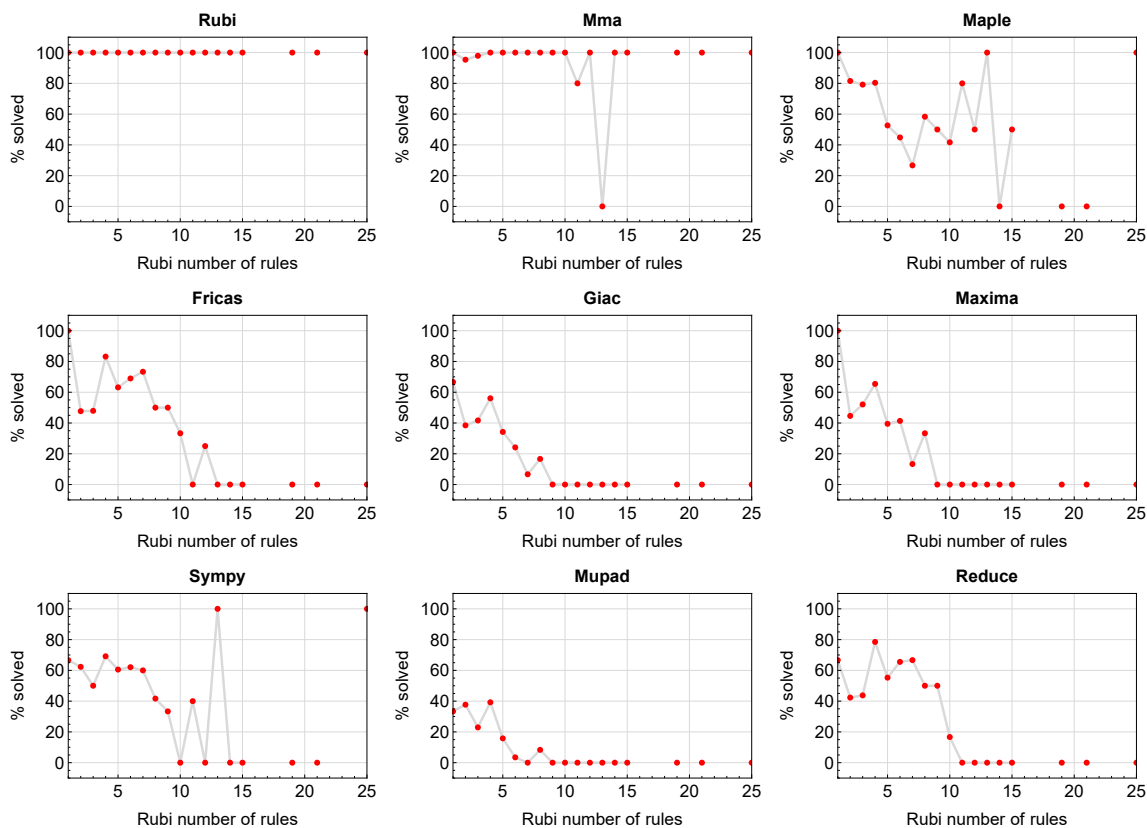 Rubi Mma Maple
100 100 100
80 80 80
60 60 60
40 40 40
20 20 20
0 0 0
% solved % solved % solved
5 10 15 20 25 5 10 15 20 25 5 10 15 20 25
Rubi number of rules Rubi number of rules Rubi number of rules
Fricas Giac Maxima
100 100 100
80 80 80
60 60 60
40 40 40
20 20 20
0 0 0
% solved % solved % solved
5 10 15 20 25 5 10 15 20 25 5 10 15 20 25
Rubi number of rules Rubi number of rules Rubi number of rules
Sympy Mupad Reduce
100 100 100
80 80 80
60 60 60
40 40 40
20 20 20
0 0 0
% solved % solved % solved
5 10 15 20 25 5 10 15 20 25 5 10 15 20 25
Rubi number of rules Rubi number of rules Rubi number of rules